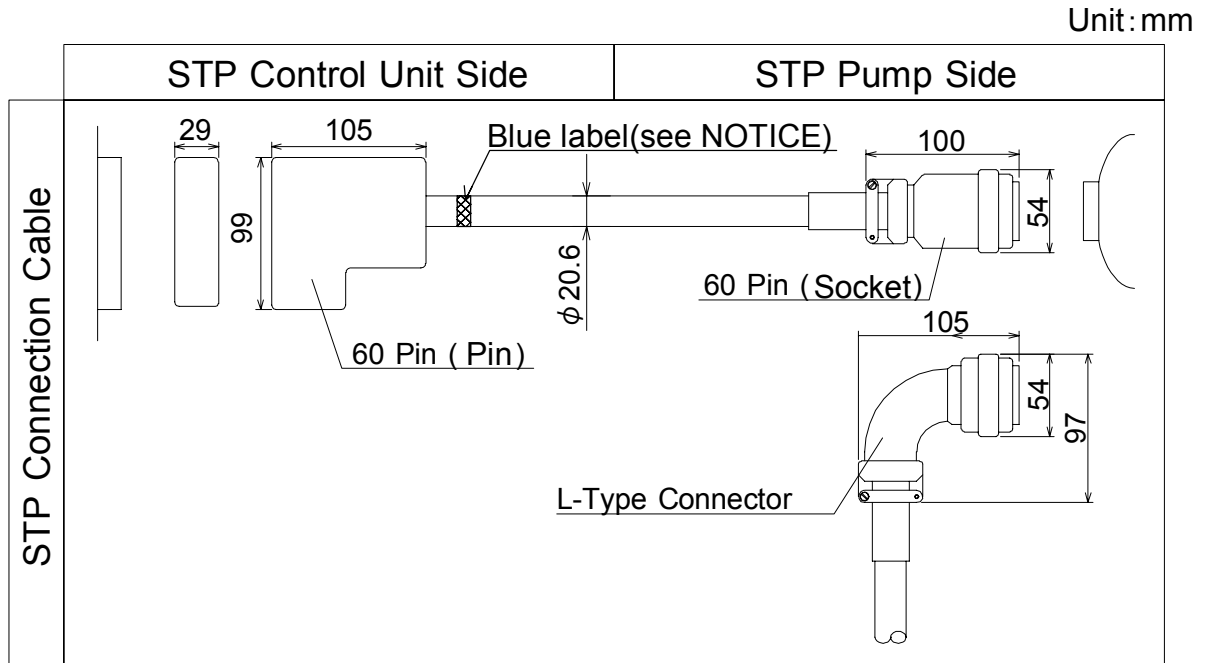 Unit:mm
STP Control Unit Side
STP Pump Side
STP Connection Cable
29
105
Blue label(see NOTICE)
100
99
54
ϕ20.6
60 Pin (Socket)
60 Pin (Pin)
105
54
97
L-Type Connector